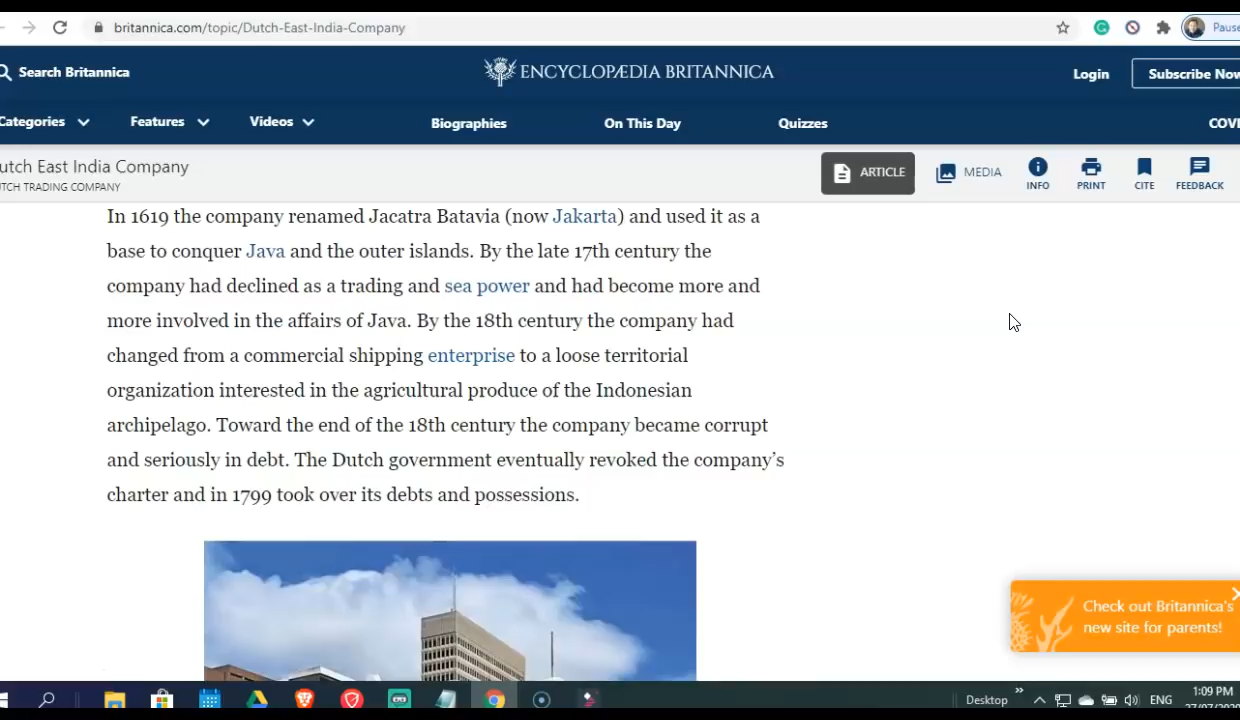 britannica.com/topic/Dutch-East-India-Company
Pause
Search Britannica
ENCYCLOPÆDIA BRITANNICA
Login
Subscribe Now
Categories
Features
Videos
Biographies
On This Day
Quizzes
COVI
utch East India Company
TCH TRADING COMPANY
ARTICLE
MEDIA
INFO
PRINT
CITE
FEEDBACK
In 1619 the company renamed Jacatra Batavia (now Jakarta) and used it as a
base to conquer Java and the outer islands. By the late 17th century the
company had declined as a trading and sea power and had become more and
more involved in the affairs of Java. By the 18th century the company had
changed from a commercial shipping enterprise to a loose territorial
organization interested in the agricultural produce of the Indonesian
archipelago. Toward the end of the 18th century the company became corrupt
and seriously in debt. The Dutch government eventually revoked the company's
charter and in 1799 took over its debts and possessions.
Check out Britannica's
new site for parents!
Desktop
ENG
1:09 PM